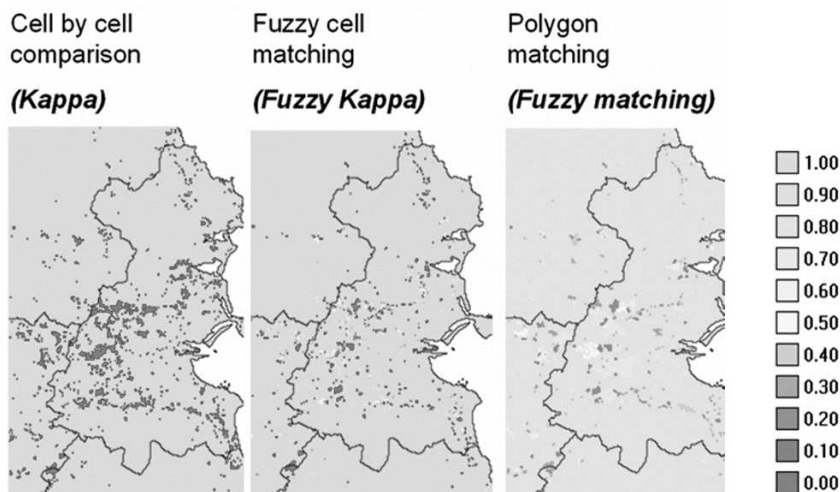 Cell by cell
comparison
(Kappa)
Fuzzy cell
matching
(Fuzzy Kappa)
Polygon
matching
(Fuzzy matching)
1.00
0.90
0.80
0.70
0.60
0.50
0.40
0.30
0.20
0.10
0.00